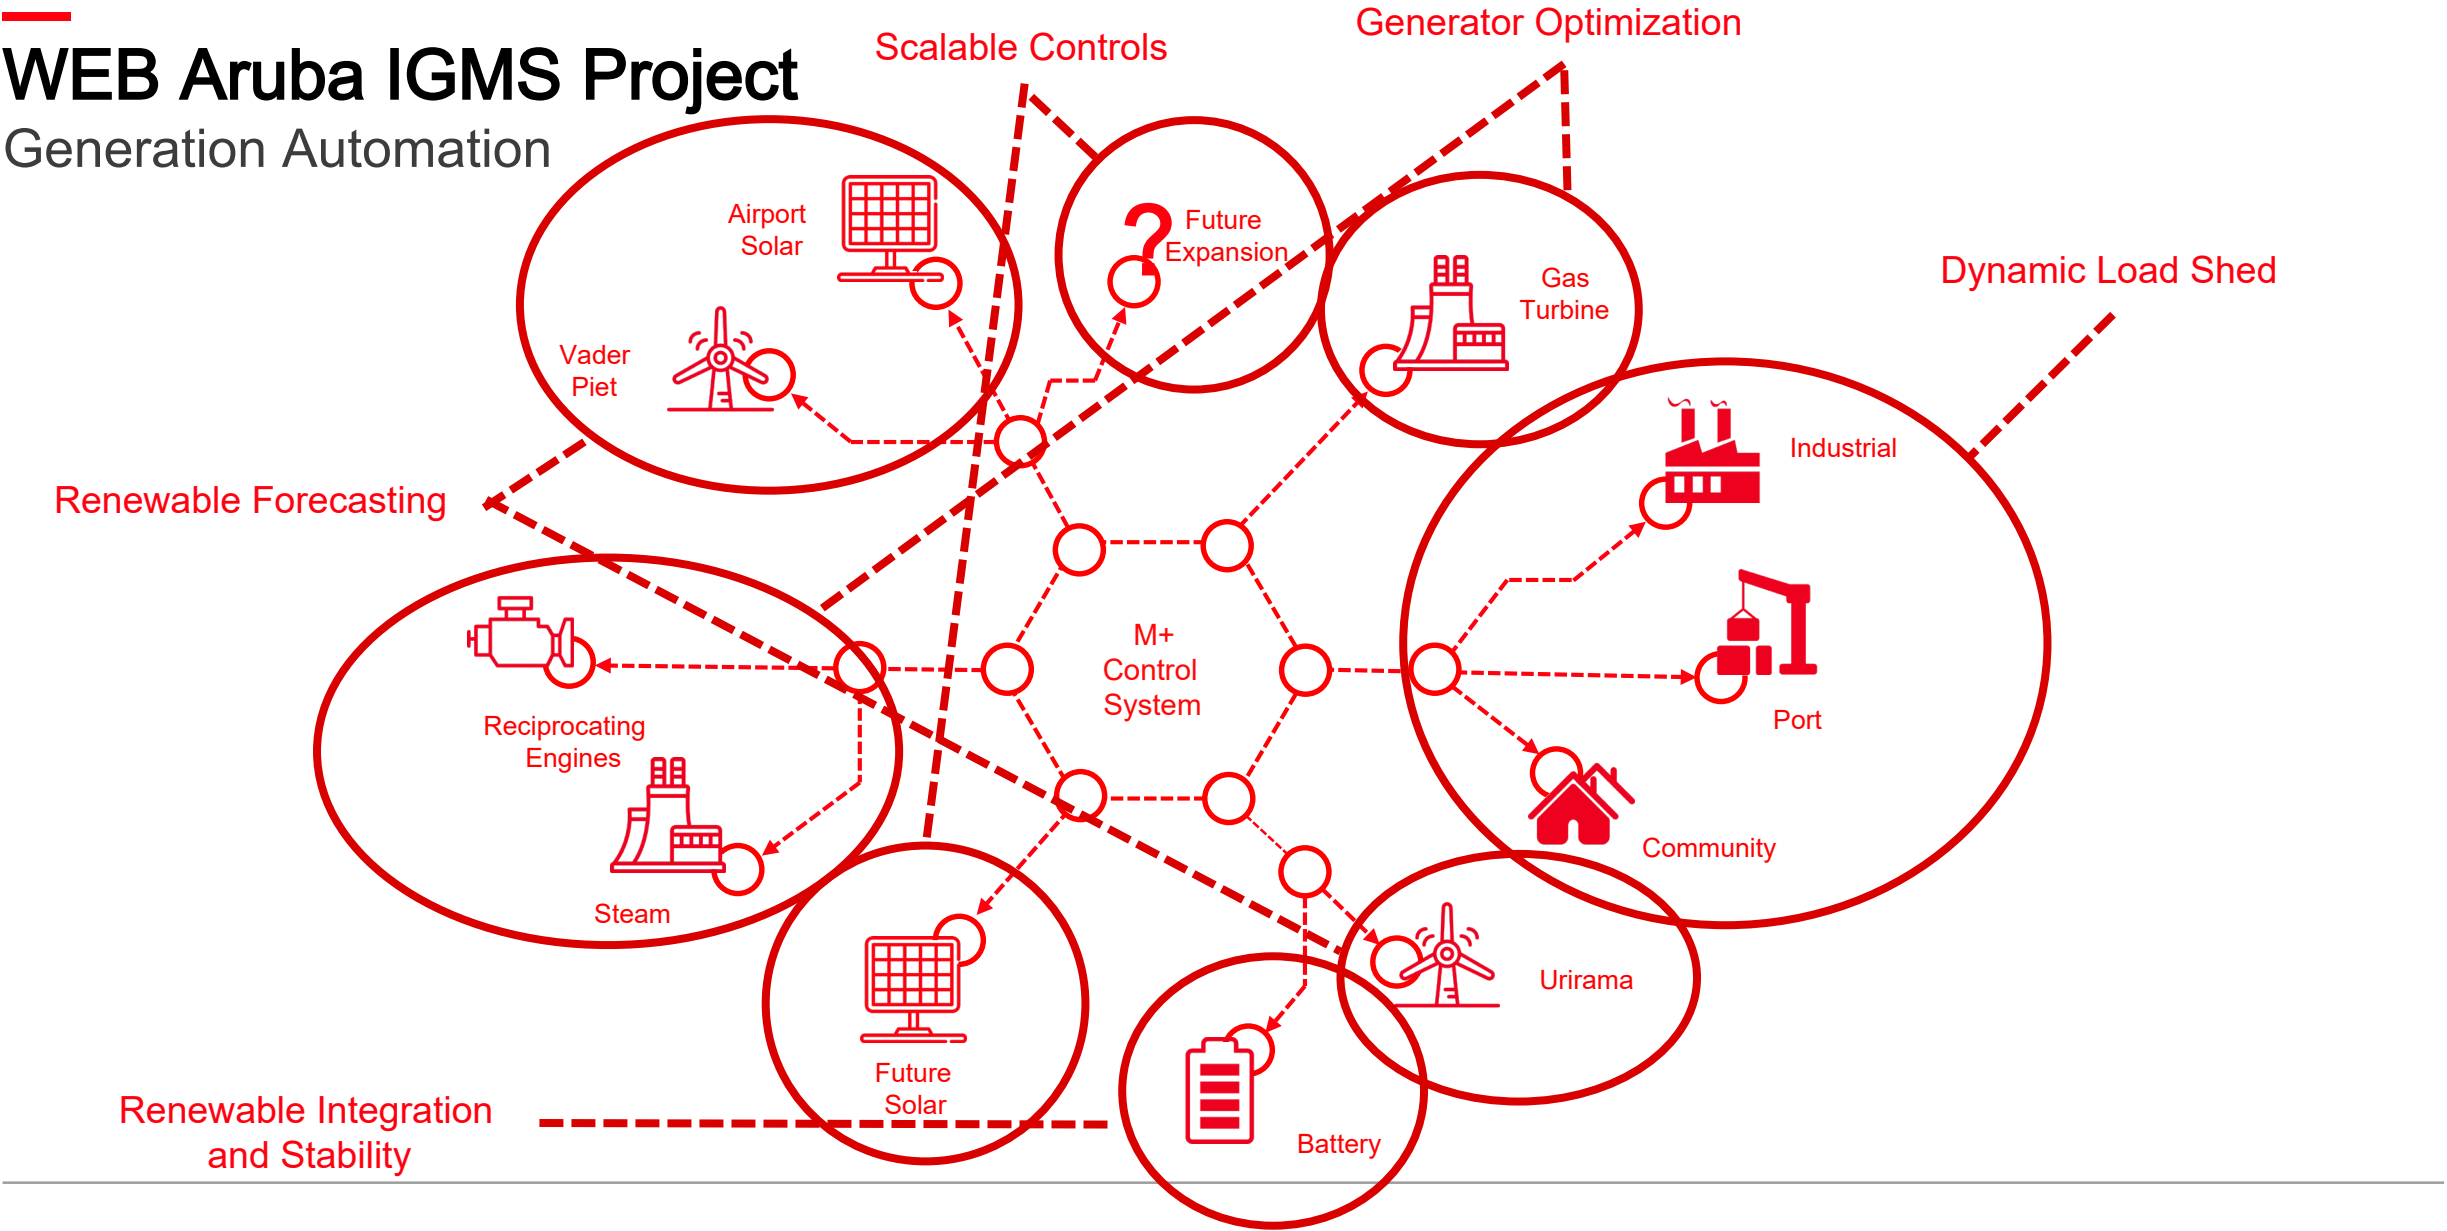 WEB Aruba IGMS Project
Generation Automation
Scalable Controls
Generator Optimization
Airport
Solar
?
Future
Expansion
Gas
Turbine
Dynamic Load Shed
Vader
Piet
Industrial
Renewable Forecasting
M+
Control
System
Reciprocating
Engines
Port
Community
Steam
Urirama
Future
Solar
Renewable Integration
and Stability
Battery